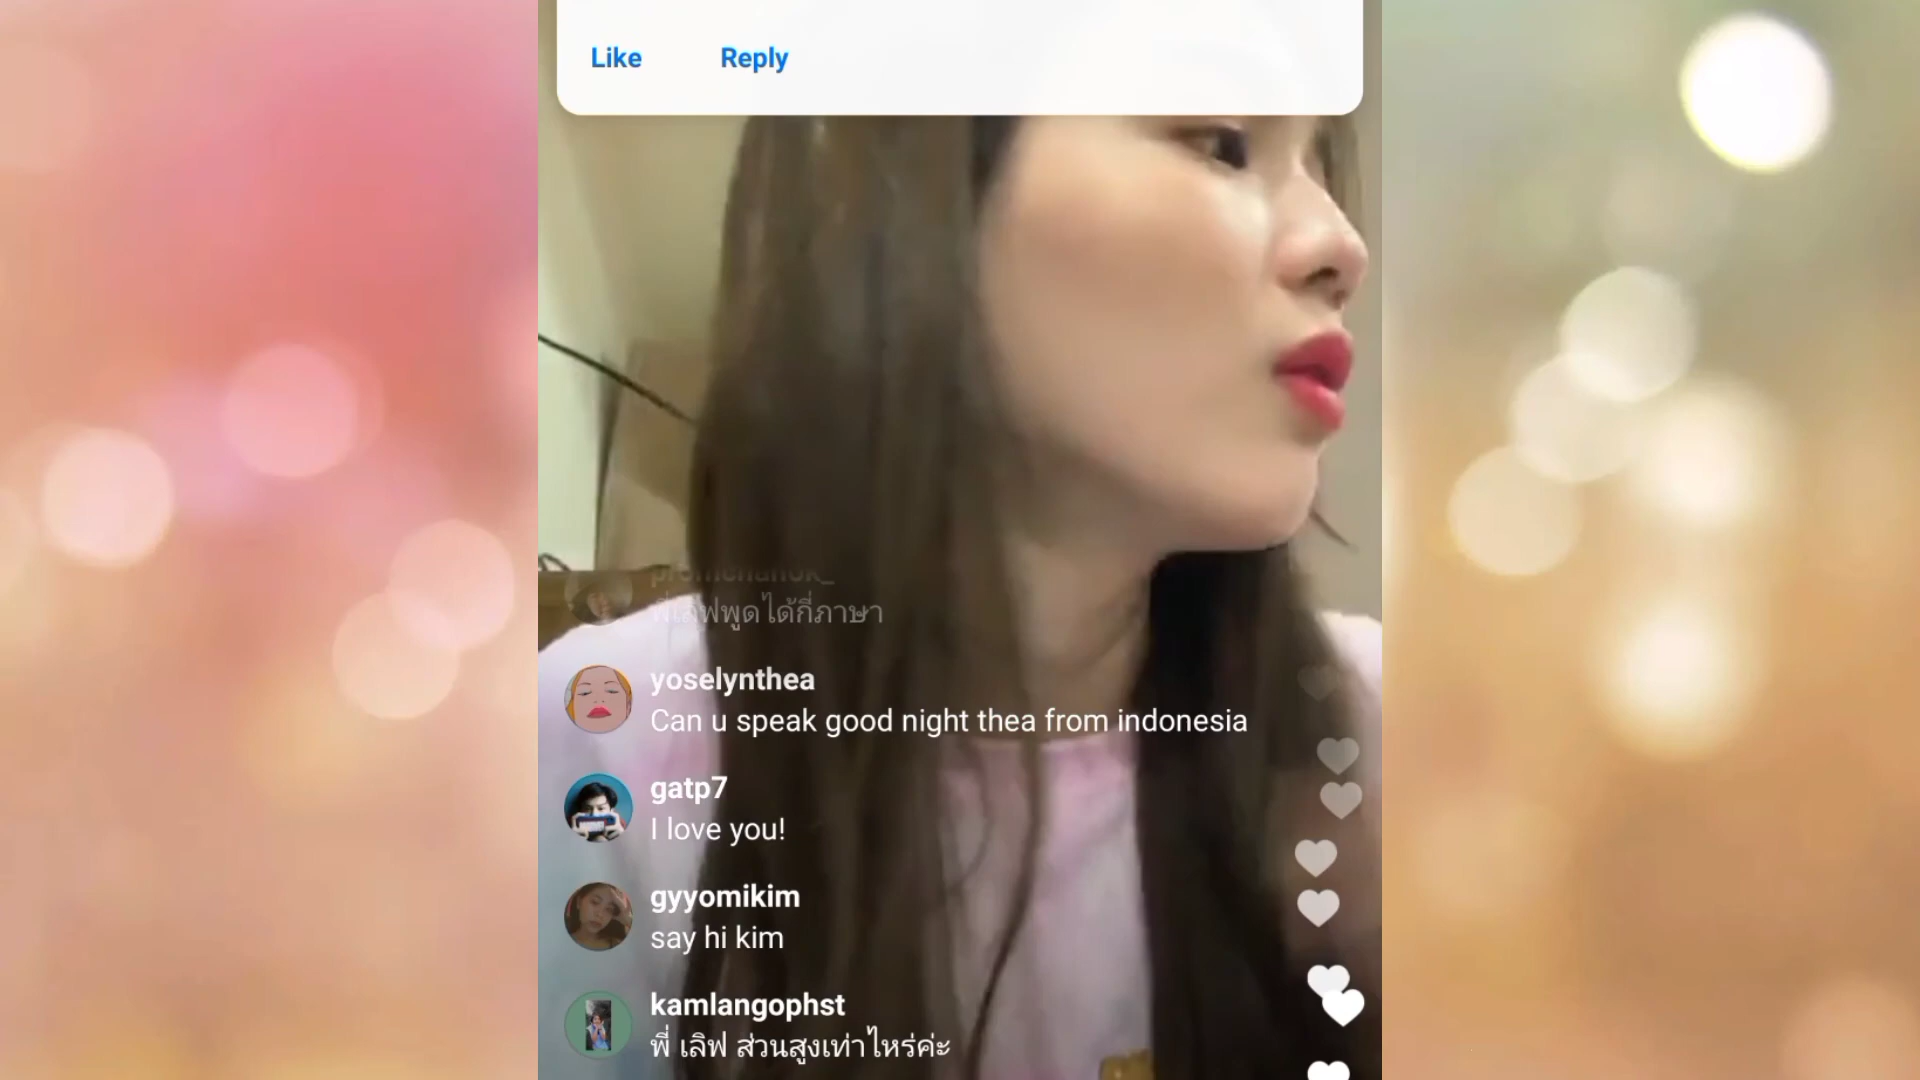 Like Reply
พี่เลิฟพูดได้กี่ภาษา
yoselynthea
Can u speak good night thea from indonesia
gatp7
I love you!
gyyomikim
say hi kim
kamlangophst
พี่ เลิฟ ส่วนสูงเท่าไหร่ค่ะ